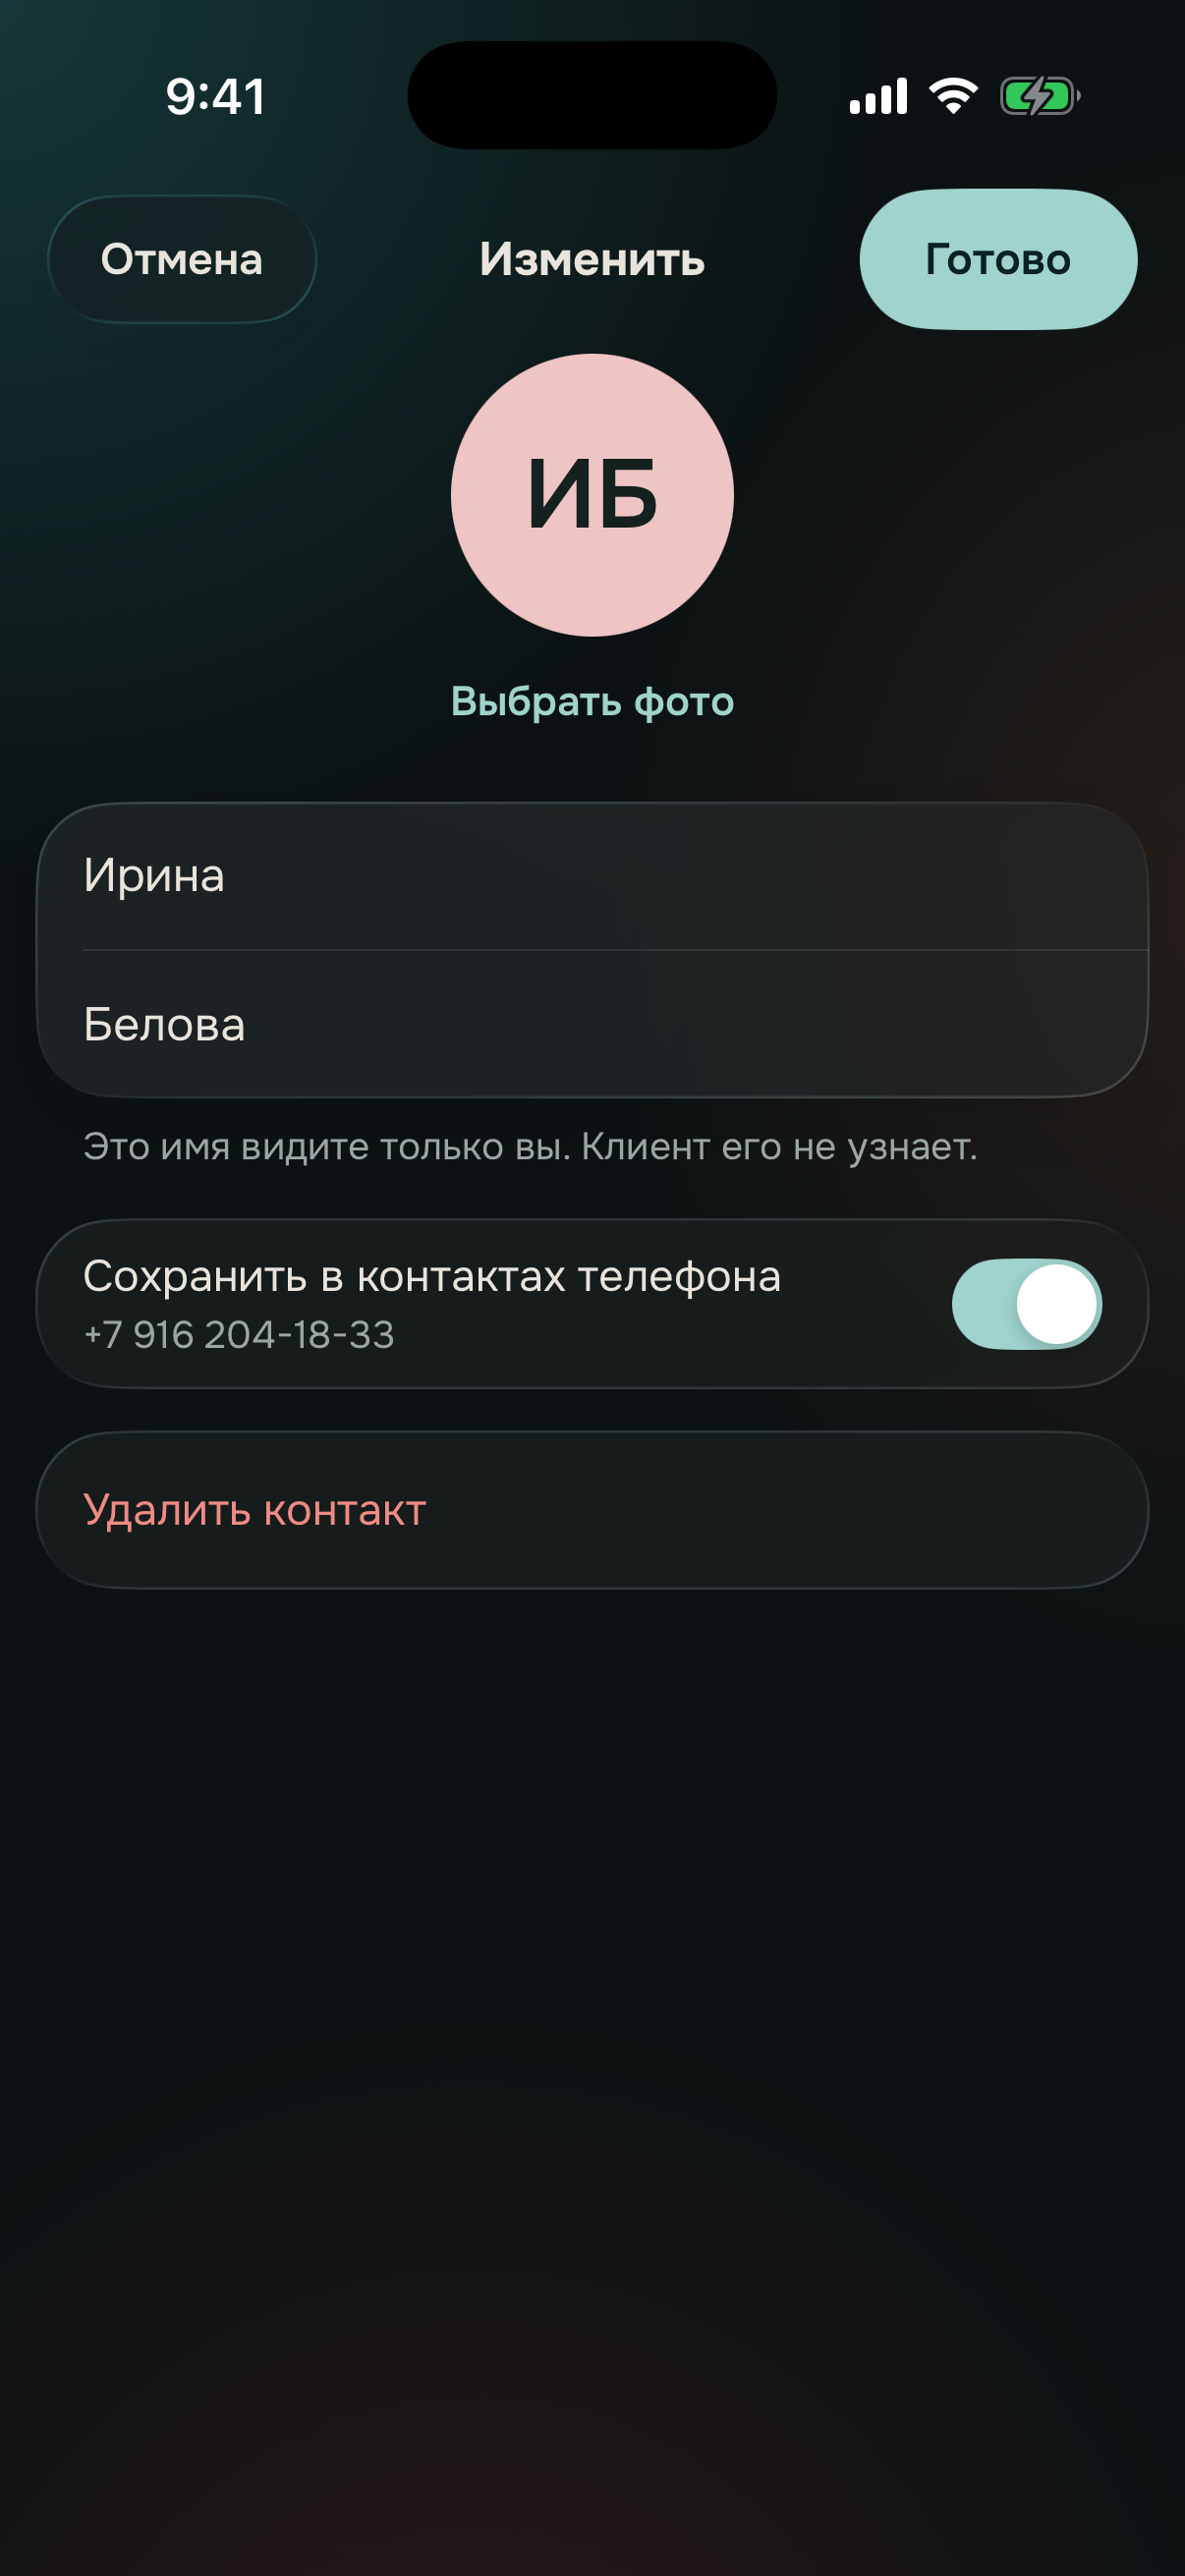 9:41
Отмена
Изменить
Готово
ИБ
Выбрать фото
Ирина
Белова
Это имя видите только вы. Клиент его не узнает.
Сохранить в контактах телефона
+7 916 204-18-33
Удалить контакт